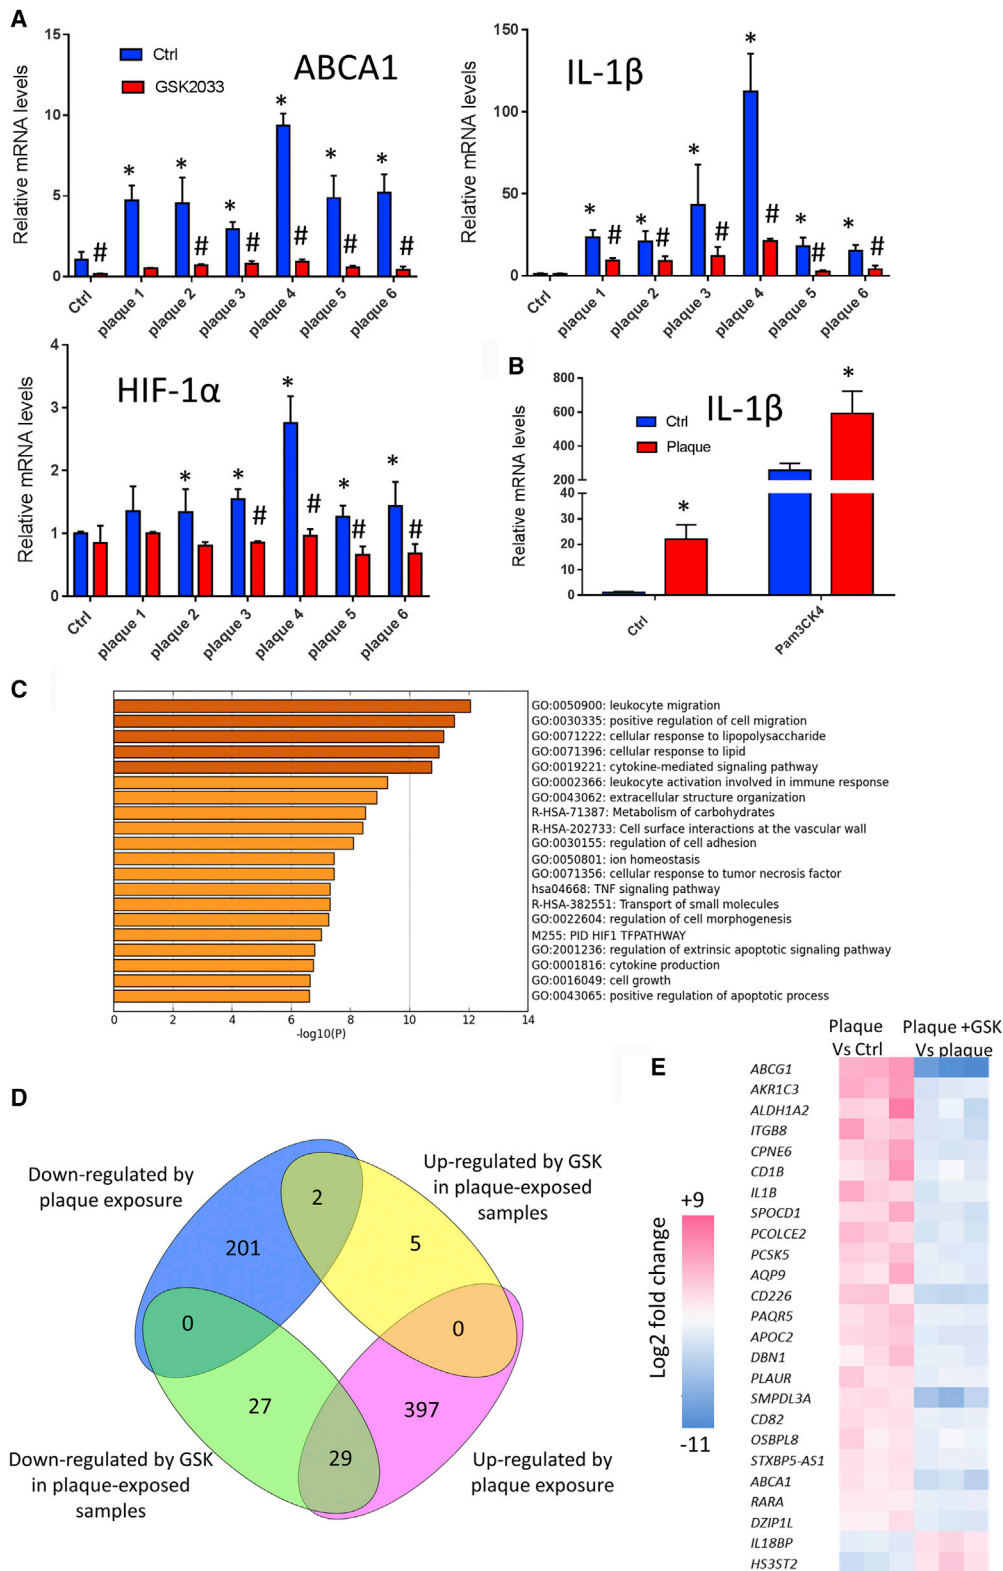 A
ABCA1
Relative mRNA levels
15
10
5
0
Ctrl
GSK2033
* * * * * *
# # # # # #
Ctrl
plaque 1
plaque 2
plaque 3
plaque 4
plaque 5
plaque 6
IL-1β
Relative mRNA levels
150
100
50
0
* * * * * *
# # # # # #
Ctrl
plaque 1
plaque 2
plaque 3
plaque 4
plaque 5
plaque 6
HIF-1α
Relative mRNA levels
4
3
2
1
0
* * * * *
# # # #
Ctrl
plaque 1
plaque 2
plaque 3
plaque 4
plaque 5
plaque 6
B
IL-1β
Relative mRNA levels
800
600
400
200
40
30
20
10
0
Ctrl
Plaque
* *
Ctrl
Pam3CK4
C
GO:0050900: leukocyte migration
GO:0030335: positive regulation of cell migration
GO:0071222: cellular response to lipopolysaccharide
GO:0071396: cellular response to lipid
GO:0019221: cytokine-mediated signaling pathway
GO:0002366: leukocyte activation involved in immune response
GO:0043062: extracellular structure organization
R-HSA-71387: Metabolism of carbohydrates
R-HSA-202733: Cell surface interactions at the vascular wall
GO:0030155: regulation of cell adhesion
GO:0050801: ion homeostasis
GO:0071356: cellular response to tumor necrosis factor
hsa04668: TNF signaling pathway
R-HSA-382551: Transport of small molecules
GO:0022604: regulation of cell morphogenesis
M255: PID HIF1 TFPATHWAY
GO:2001236: regulation of extrinsic apoptotic signaling pathway
GO:0001816: cytokine production
GO:0016049: cell growth
GO:0043065: positive regulation of apoptotic process
0 2 4 6 8 10 12 14
-log10(P)
D
Down-regulated by
plaque exposure
Up-regulated by GSK
in plaque-exposed
samples
2
201
5
0
0
27
397
29
Down-regulated by GSK
in plaque-exposed
samples
Up-regulated by
plaque exposure
E
Plaque
Vs Ctrl
Plaque +GSK
Vs plaque
+9
Log2 fold change
-11
ABCG1
AKR1C3
ALDH1A2
ITGB8
CPNE6
CD1B
IL1B
SPOCD1
PCOLCE2
PCSK5
AQP9
CD226
PAQR5
APOC2
DBN1
PLAUR
SMPDL3A
CD82
OSBPL8
STXBP5-AS1
ABCA1
RARA
DZIP1L
IL18BP
HS3ST2